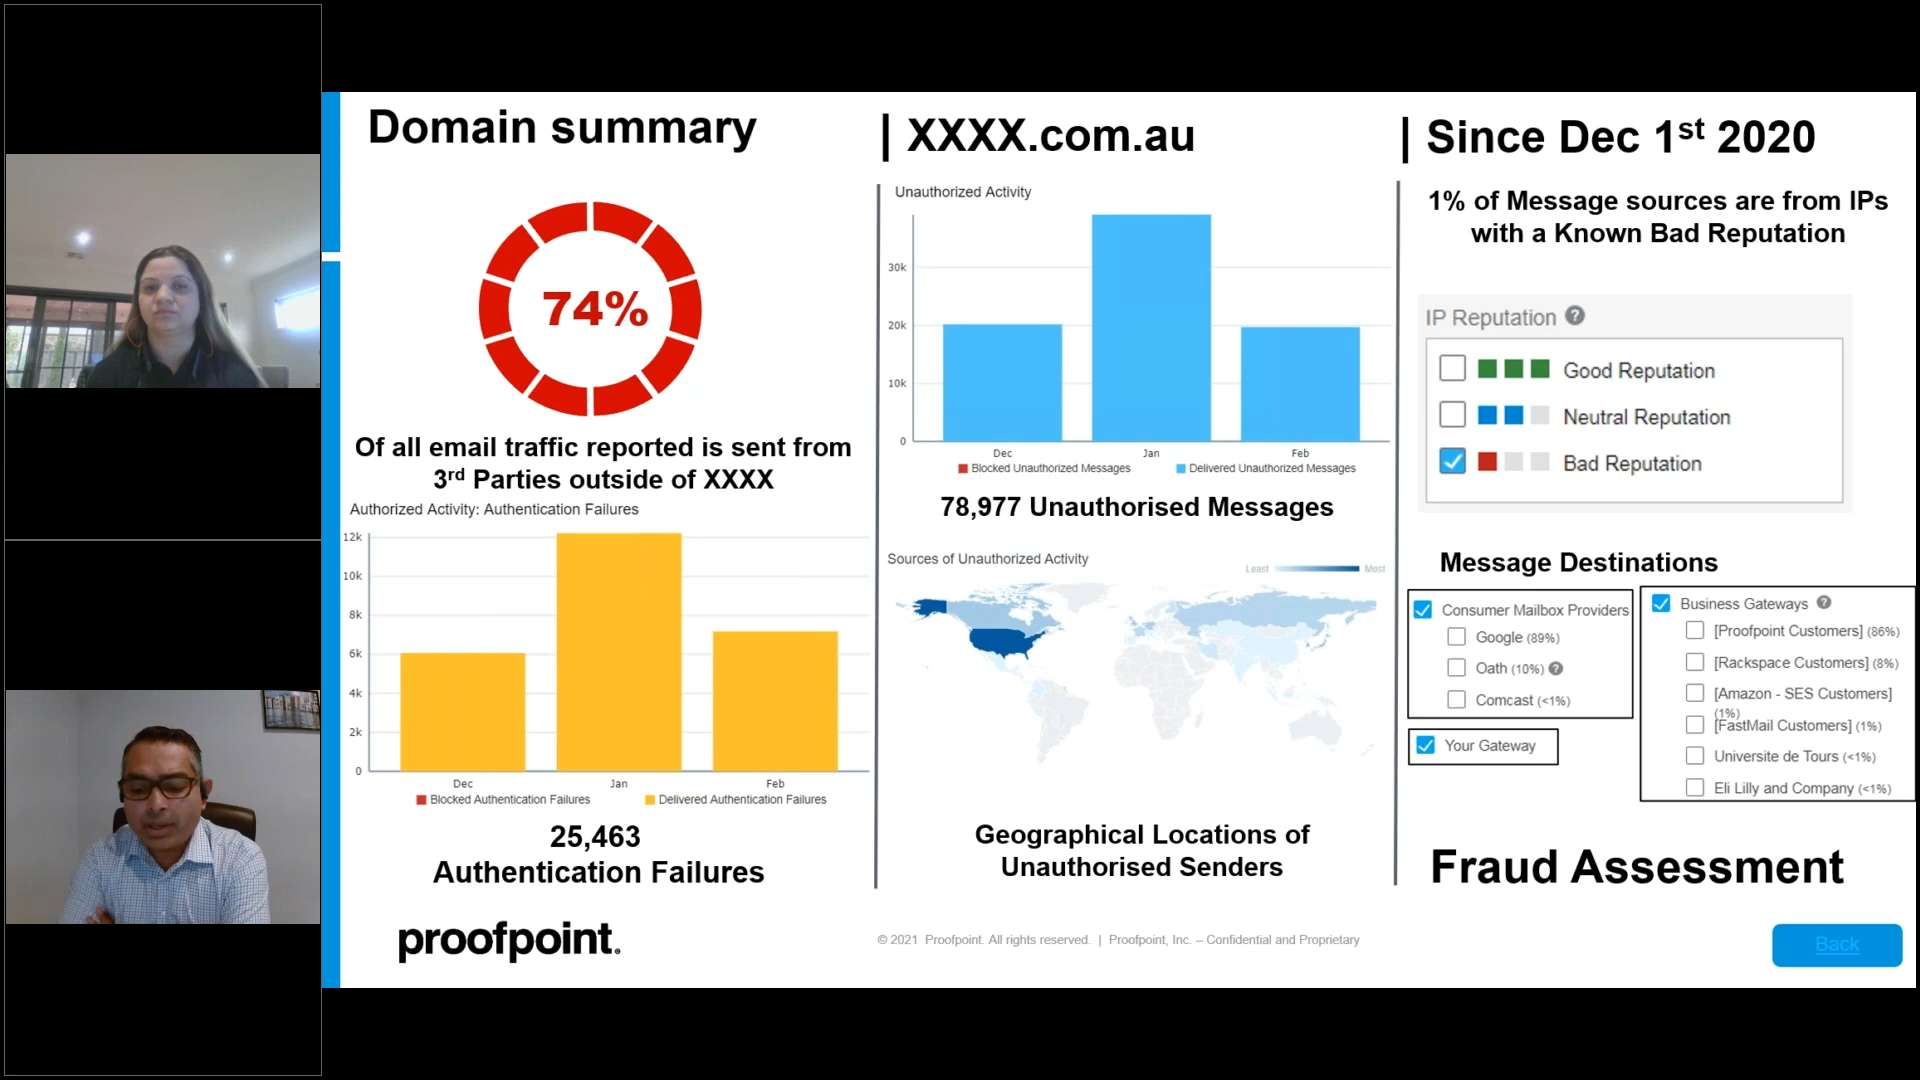 Domain summary
| XXXX.com.au
| Since Dec 1st 2020
74%
Of all email traffic reported is sent from
3rd Parties outside of XXXX
Authorized Activity: Authentication Failures
12k
10k
8k
6k
4k
2k
0
Dec
Jan
Feb
Blocked Authentication Failures
Delivered Authentication Failures
25,463
Authentication Failures
Unauthorized Activity
30k
20k
10k
0
Dec
Jan
Feb
Blocked Unauthorized Messages
Delivered Unauthorized Messages
78,977 Unauthorised Messages
Sources of Unauthorized Activity
Least
Most
Geographical Locations of
Unauthorised Senders
1% of Message sources are from IPs
with a Known Bad Reputation
IP Reputation ?
Good Reputation
Neutral Reputation
Bad Reputation
Message Destinations
Consumer Mailbox Providers
Google (89%)
Oath (10%) ?
Comcast (<1%)
Your Gateway
Business Gateways ?
[Proofpoint Customers] (86%)
[Rackspace Customers] (8%)
[Amazon - SES Customers]
(1%)
[FastMail Customers] (1%)
Universite de Tours (<1%)
Eli Lilly and Company (<1%)
Fraud Assessment
proofpoint.
© 2021 Proofpoint. All rights reserved. | Proofpoint, Inc. – Confidential and Proprietary
Back